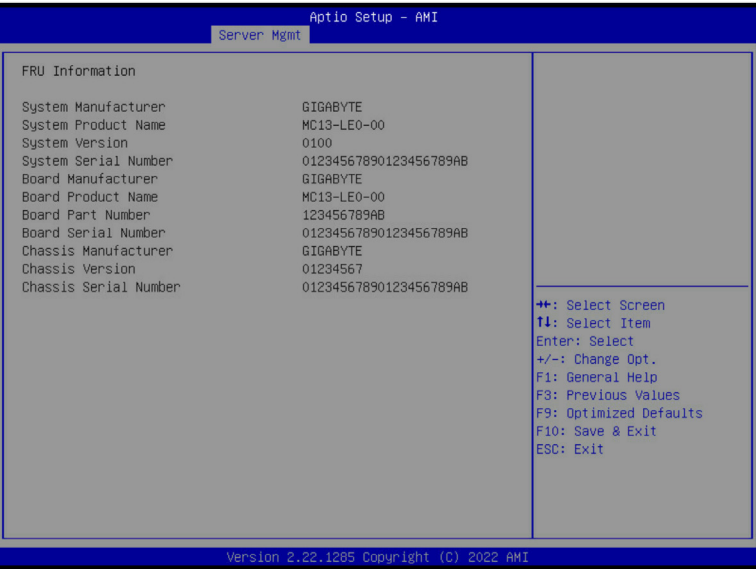 Aptio Setup - AMI
Server Mgmt
FRU Information
System Manufacturer GIGABYTE
System Product Name MC13-LE0-00
System Version 0100
System Serial Number 01234567890123456789AB
Board Manufacturer GIGABYTE
Board Product Name MC13-LE0-00
Board Part Number 123456789AB
Board Serial Number 01234567890123456789AB
Chassis Manufacturer GIGABYTE
Chassis Version 01234567
Chassis Serial Number 01234567890123456789AB
→←: Select Screen
↑↓: Select Item
Enter: Select
+/-: Change Opt.
F1: General Help
F3: Previous Values
F9: Optimized Defaults
F10: Save & Exit
ESC: Exit
Version 2.22.1285 Copyright (C) 2022 AMI